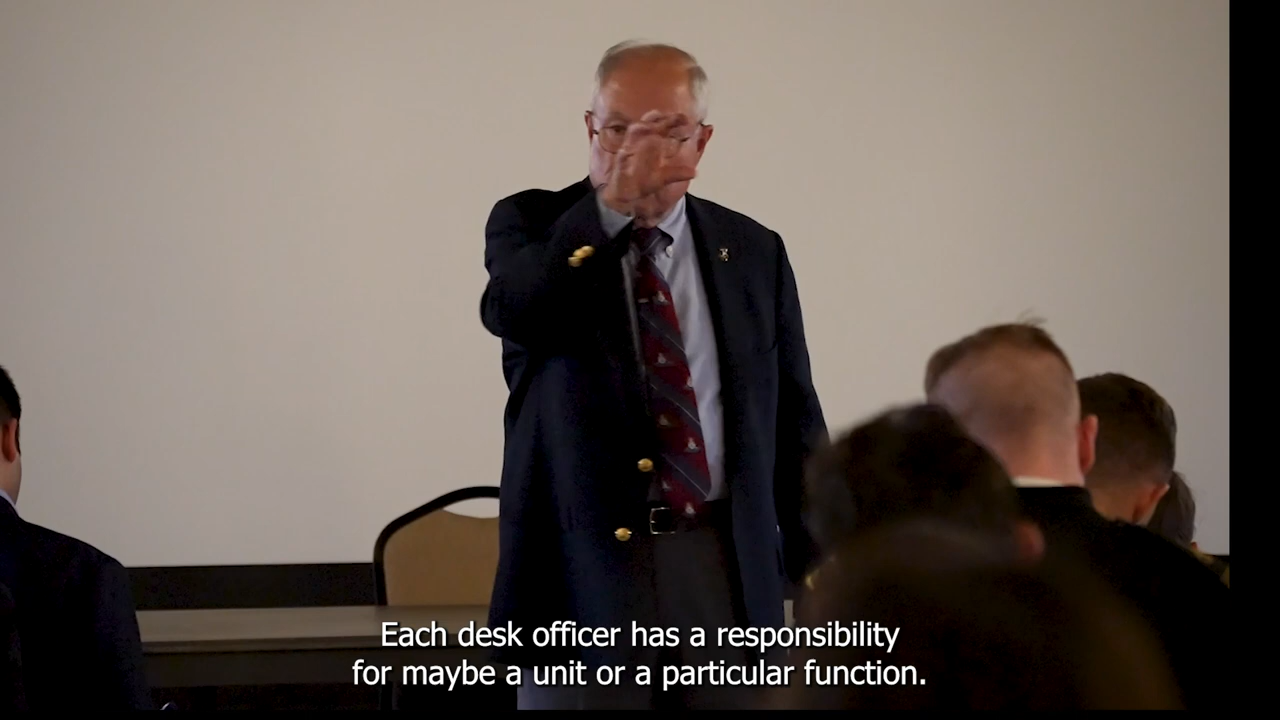 Each desk officer has a responsibility
for maybe a unit or a particular function.